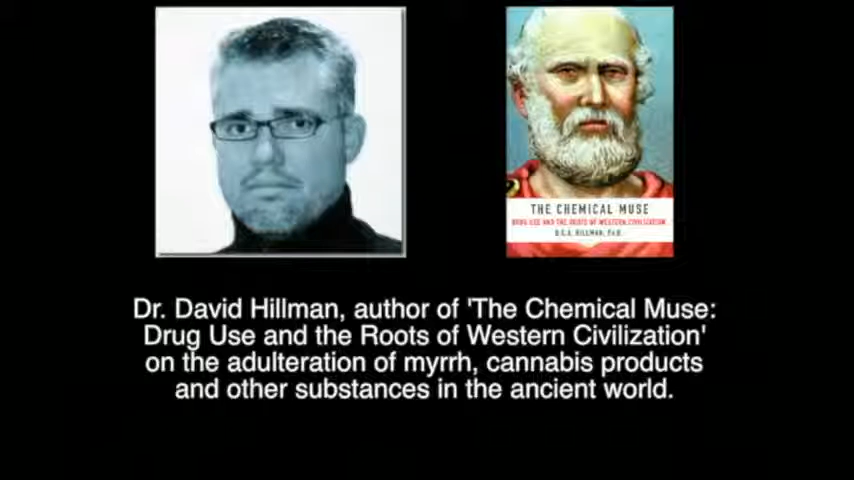 THE CHEMICAL MUSE
DRUG USE AND THE ROOTS OF WESTERN CIVILIZATION
D.C.A. HILLMAN, Ph.D.
Dr. David Hillman, author of 'The Chemical Muse:
Drug Use and the Roots of Western Civilization'
on the adulteration of myrrh, cannabis products
and other substances in the ancient world.